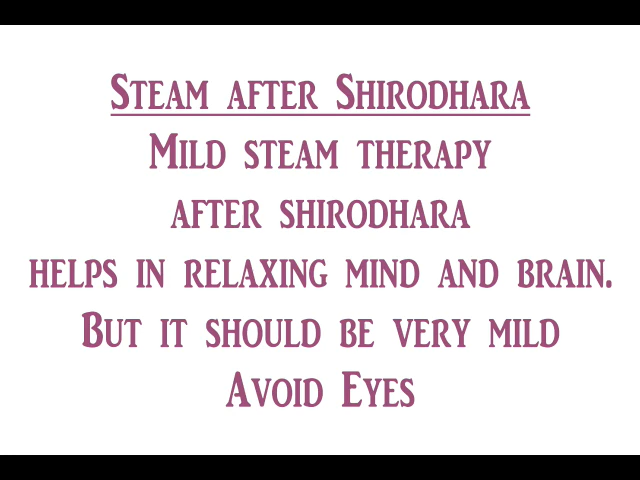 Steam after Shirodhara
Mild steam therapy
after shirodhara
helps in relaxing mind and brain.
But it should be very mild
Avoid Eyes